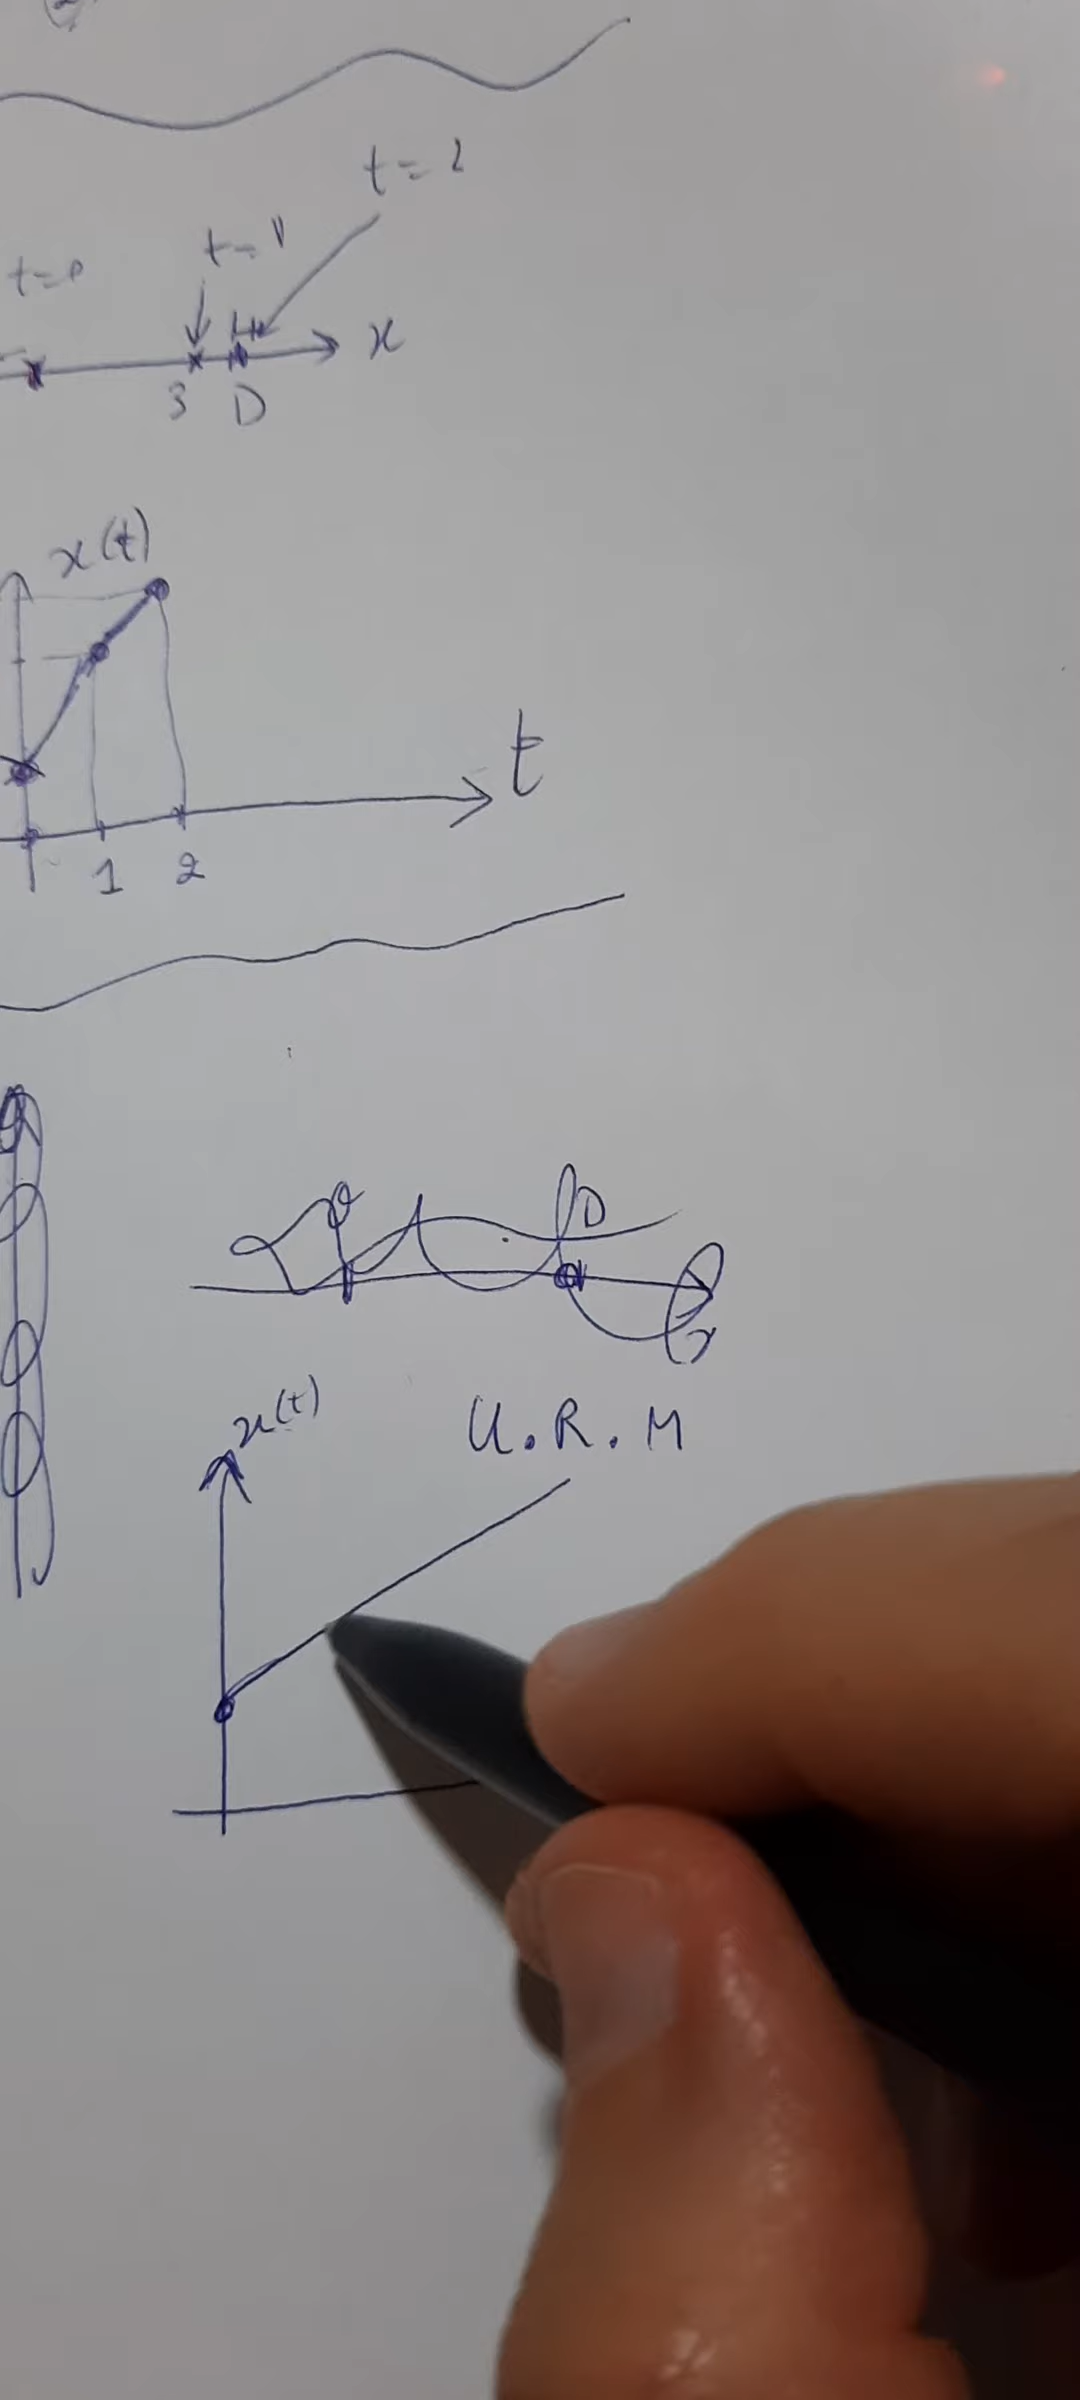 t = 2
t = 1
t = 0
x
3 D
x(t)
t
1 2
D
x
x(t)
U.R.M